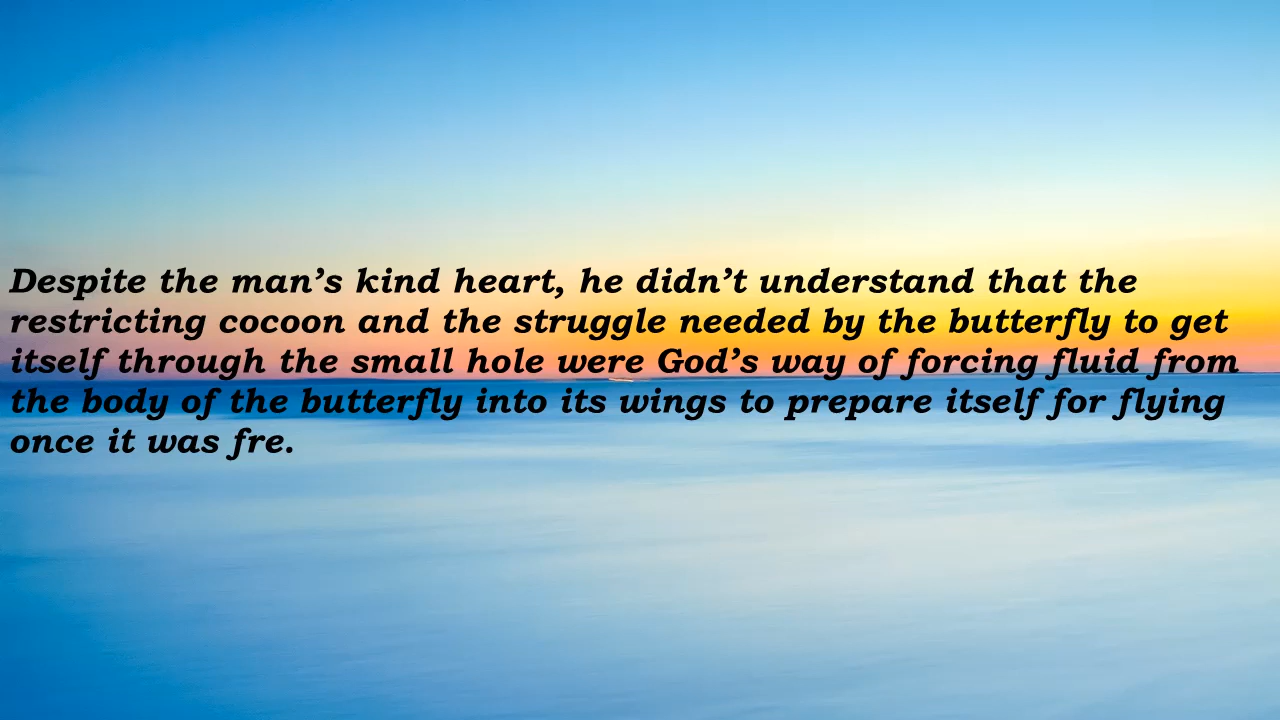 Despite the man’s kind heart, he didn’t understand that the
restricting cocoon and the struggle needed by the butterfly to get
itself through the small hole were God’s way of forcing fluid from
the body of the butterfly into its wings to prepare itself for flying
once it was fre.